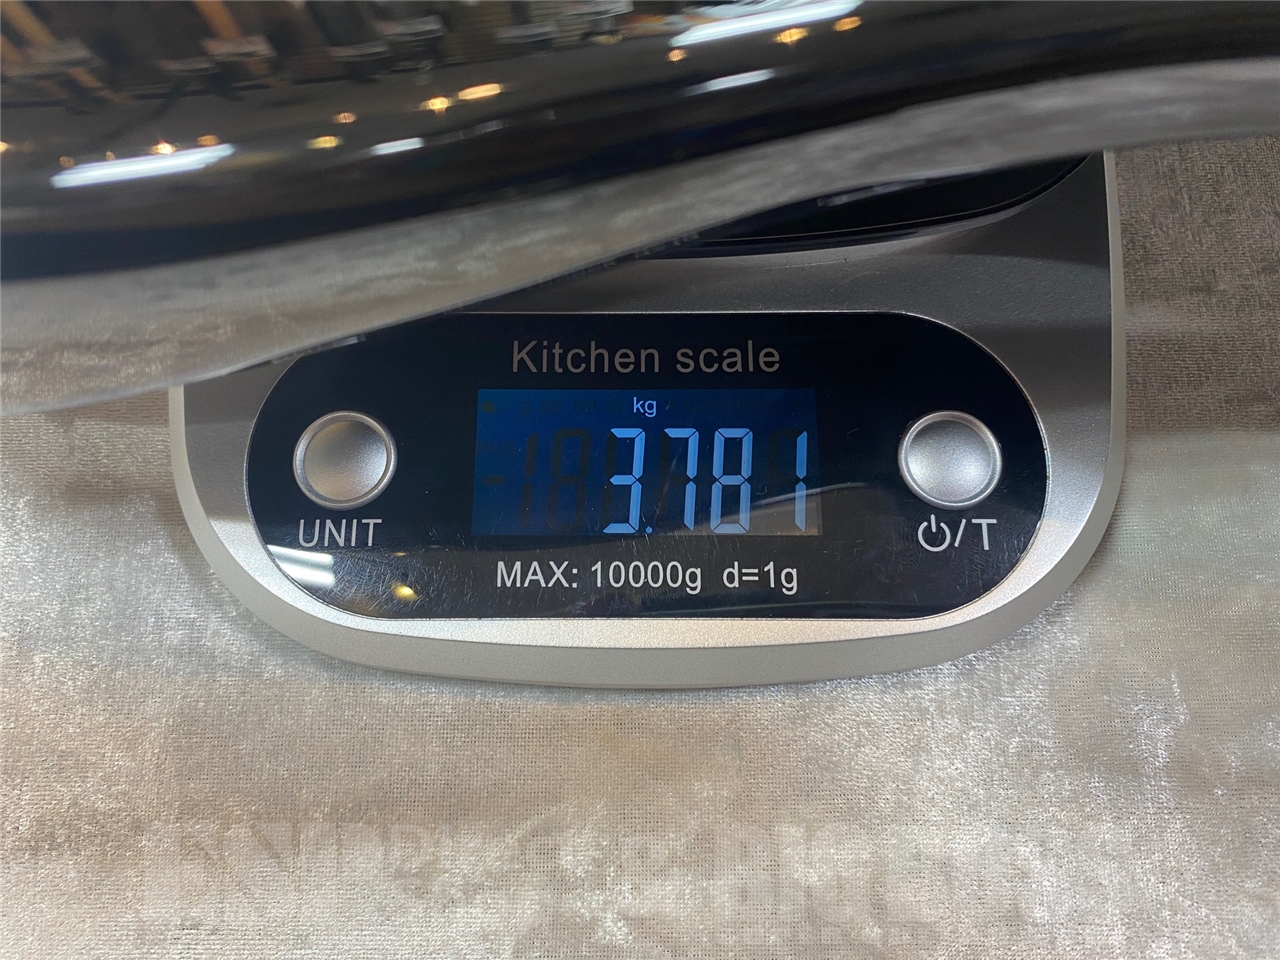 Kitchen scale
kg
3.781
UNIT
⏻/T
MAX: 10000g d=1g